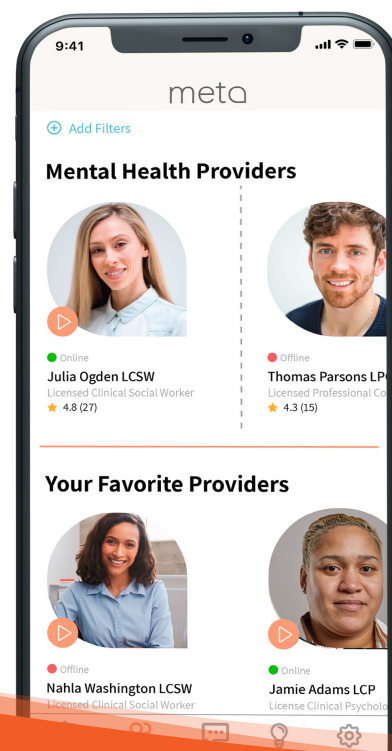 9:41
meta
Add Filters
Mental Health Providers
Online
Julia Ogden LCSW
Licensed Clinical Social Worker
4.8 (27)
Offline
Thomas Parsons LP
Licensed Professional Co
4.3 (15)
Your Favorite Providers
Offline
Nahla Washington LCSW
Licensed Clinical Social Worker
Online
Jamie Adams LCP
License Clinical Psycholo